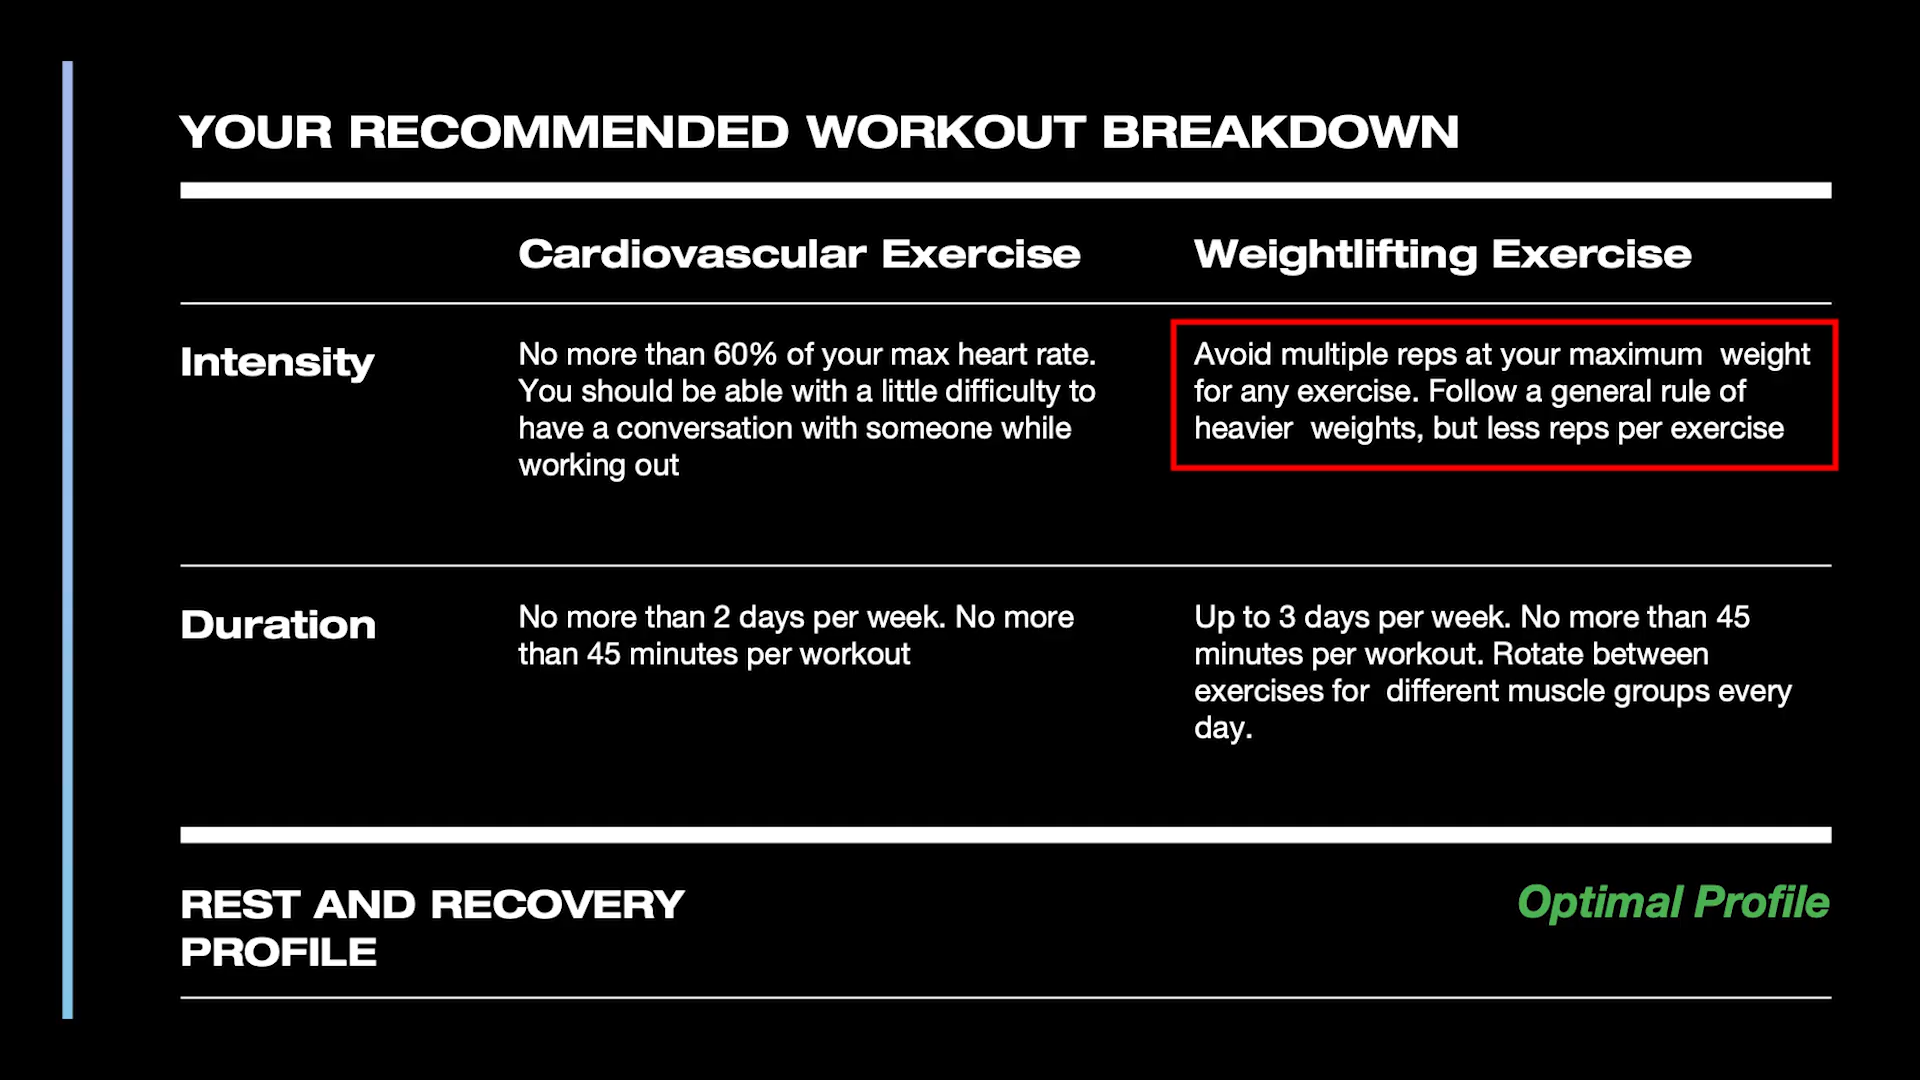 YOUR RECOMMENDED WORKOUT BREAKDOWN
Cardiovascular Exercise
Weightlifting Exercise
Intensity
No more than 60% of your max heart rate.
You should be able with a little difficulty to
have a conversation with someone while
working out
Avoid multiple reps at your maximum  weight
for any exercise. Follow a general rule of
heavier  weights, but less reps per exercise
Duration
No more than 2 days per week. No more
than 45 minutes per workout
Up to 3 days per week. No more than 45
minutes per workout. Rotate between
exercises for  different muscle groups every
day.
REST AND RECOVERY
PROFILE
Optimal Profile